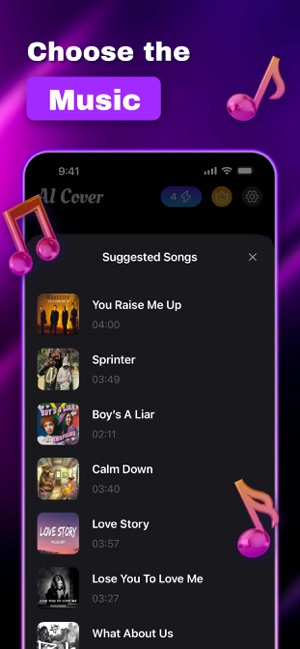 Choose the
Music
9:41
AI Cover
4
Suggested Songs
You Raise Me Up
04:00
Sprinter
03:49
BOY'S A LIAR
Boy's A Liar
02:11
Calm Down
03:40
LOVE STORY
Love Story
03:57
Lose You To Love Me
03:27
What About Us